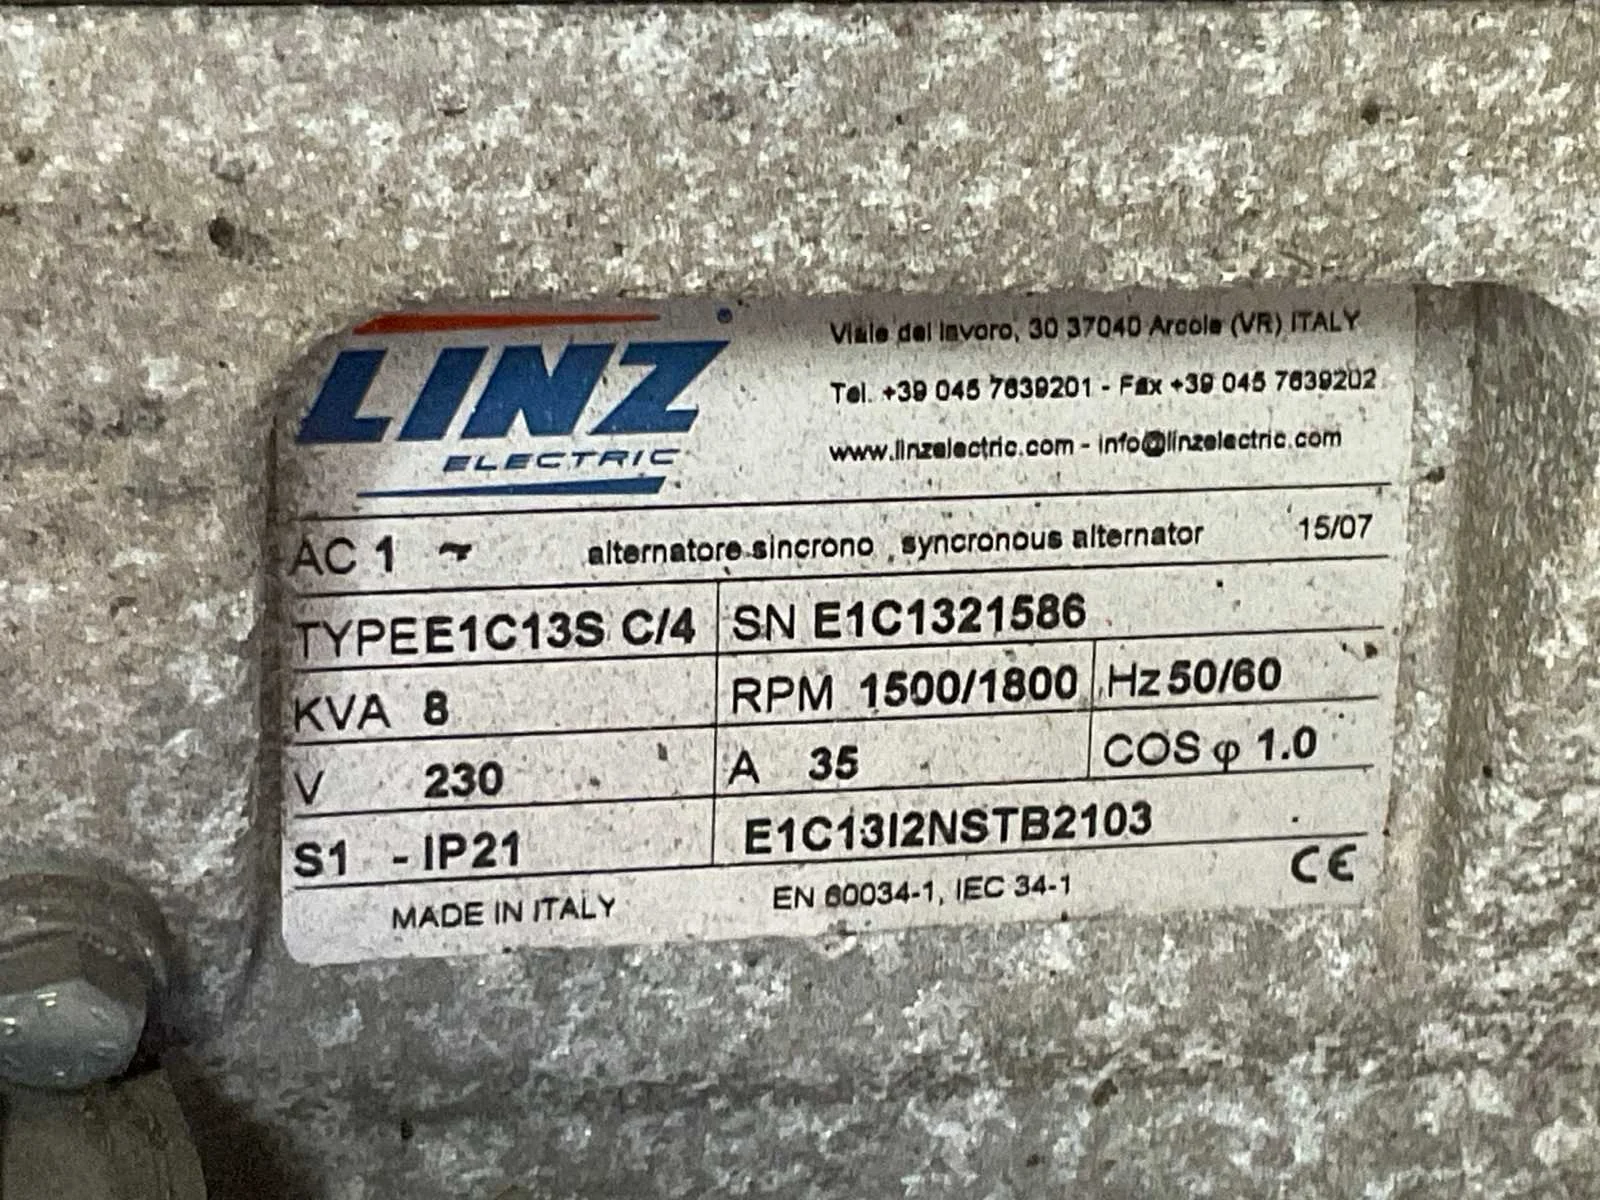 LINZ
ELECTRIC
Viale del lavoro, 30 37040 Arcole (VR) ITALY
Tel. +39 045 7639201 - Fax +39 045 7639202
www.linzelectric.com - info@linzelectric.com
AC 1 ~ alternatore sincrono , syncronous alternator 15/07
TYPE E1C13S C/4 SN E1C1321586
KVA 8 RPM 1500/1800 Hz 50/60
V 230 A 35 COS φ 1.0
S1 - IP21 E1C13I2NSTB2103
MADE IN ITALY EN 60034-1, IEC 34-1 CE